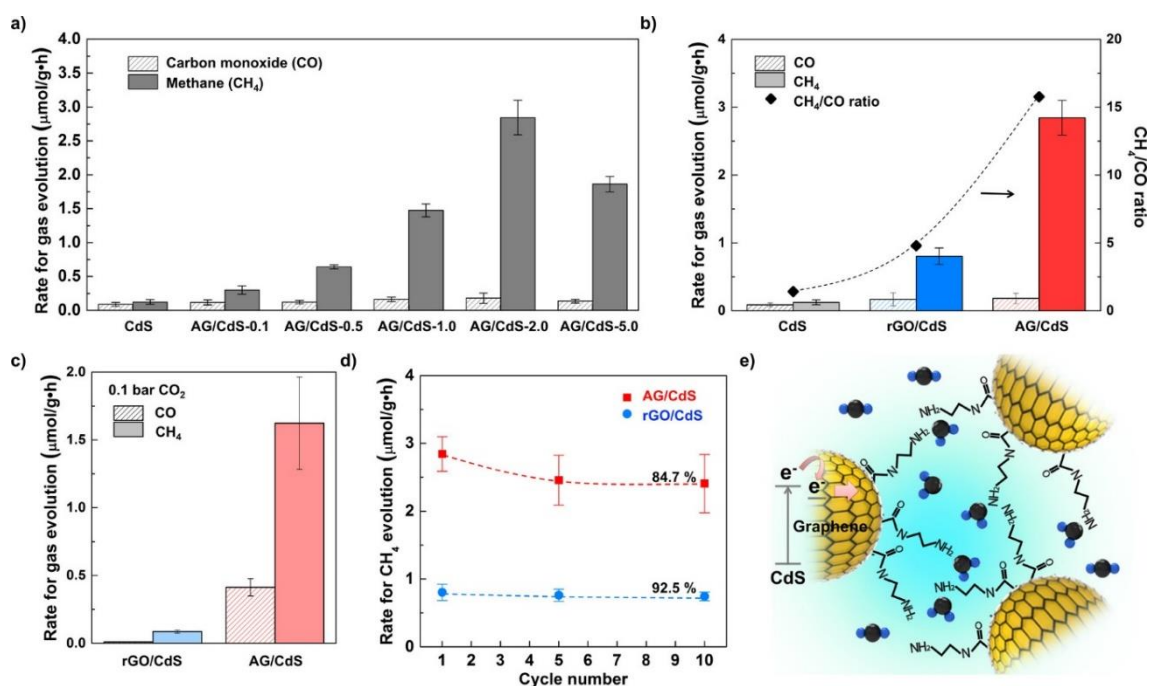 a)
Rate for gas evolution (μmol/g•h)
4.0
3.5
3.0
2.5
2.0
1.5
1.0
0.5
0.0
Carbon monoxide (CO)
Methane (CH₄)
CdS
AG/CdS-0.1
AG/CdS-0.5
AG/CdS-1.0
AG/CdS-2.0
AG/CdS-5.0
b)
Rate for gas evolution (μmol/g•h)
4
3
2
1
0
CO
CH₄
CH₄/CO ratio
20
15
10
5
0
CH₄/CO ratio
CdS
rGO/CdS
AG/CdS
c)
Rate for gas evolution (μmol/g•h)
2.0
1.5
1.0
0.5
0.0
0.1 bar CO₂
CO
CH₄
rGO/CdS
AG/CdS
d)
Rate for CH₄ evolution (μmol/g•h)
4
3
2
1
0
AG/CdS
rGO/CdS
84.7 %
92.5 %
1 2 3 4 5 6 7 8 9 10
Cycle number
e)
e⁻
e⁻
Graphene
CdS
O
N
NH₂
O
N
NH₂
O
N
NH₂
O
N
NH₂
O
N
NH₂
O
N
NH₂
O
N
NH₂
O
N
NH₂